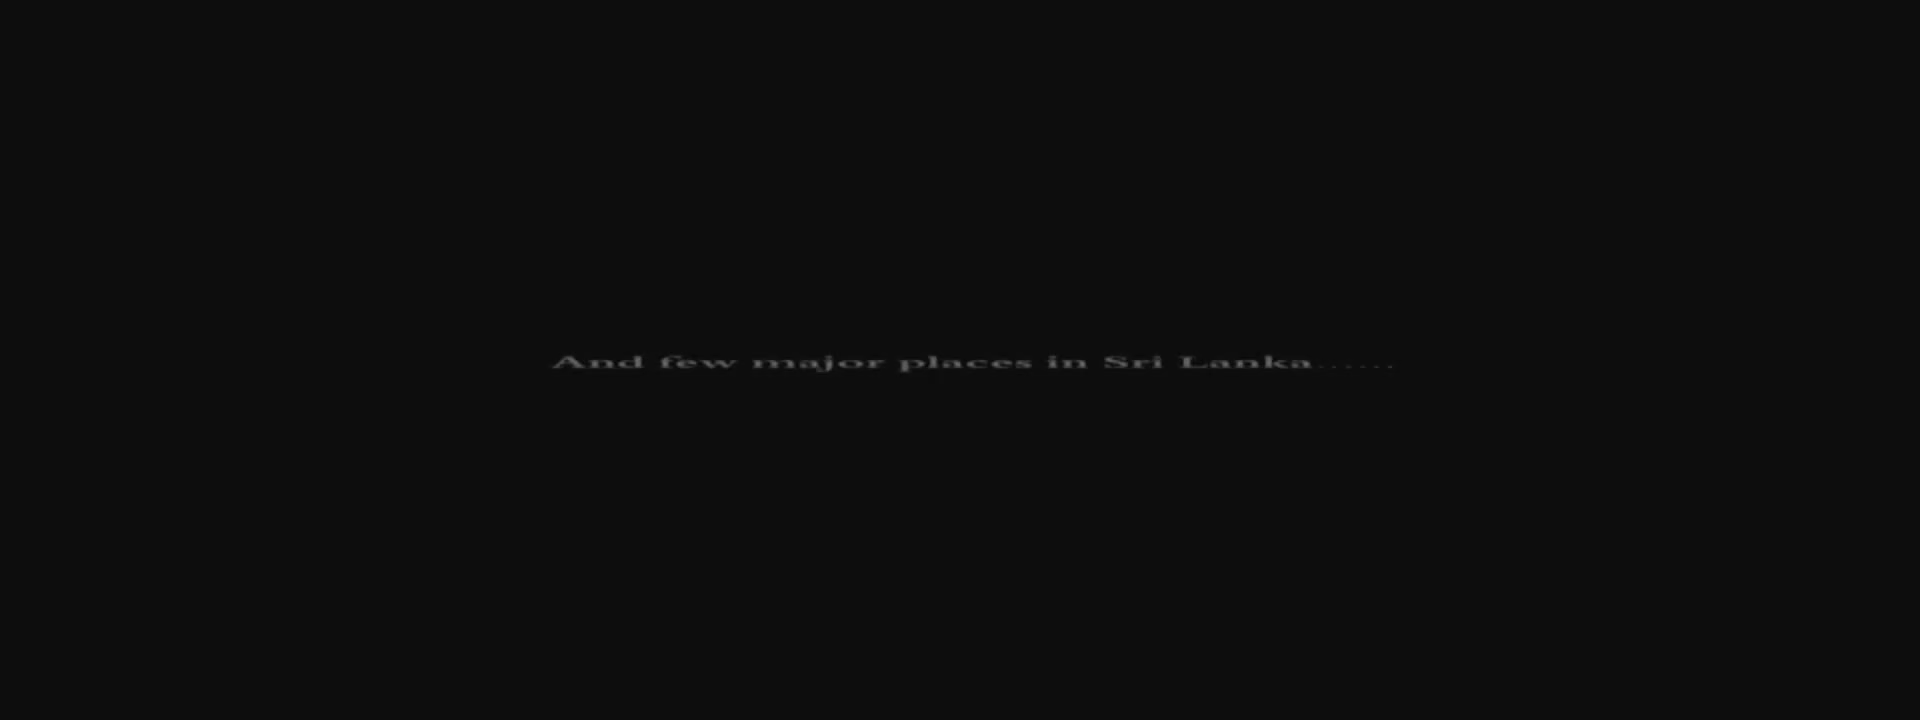 And few major places in Sri Lanka......